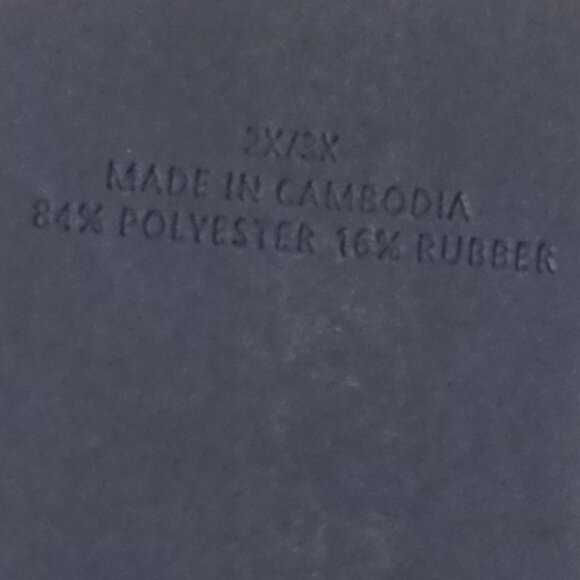 2X/3X
MADE IN CAMBODIA
84% POLYESTER 16% RUBBER